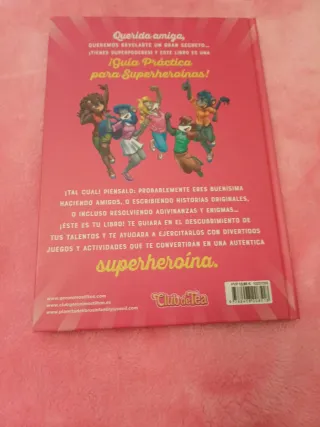 Querida amiga,
QUEREMOS REVELARTE UN GRAN SECRETO...
¡TIENES SUPERPODERES! Y ESTE LIBRO ES UNA
¡Guía Práctica
para Superheroínas!
¡TAL CUAL! PIÉNSALO: PROBABLEMENTE ERES BUENÍSIMA
HACIENDO AMIGOS, O ESCRIBIENDO HISTORIAS ORIGINALES,
O INCLUSO RESOLVIENDO ADIVINANZAS Y ENIGMAS...
¡ÉSTE ES TU LIBRO! TE GUIARÁ EN EL DESCUBRIMIENTO DE
TUS TALENTOS Y TE AYUDARÁ A EJERCITARLOS CON DIVERTIDOS
JUEGOS Y ACTIVIDADES QUE TE CONVERTIRÁN EN UNA AUTÉNTICA
superheroína.
El Club de Tea